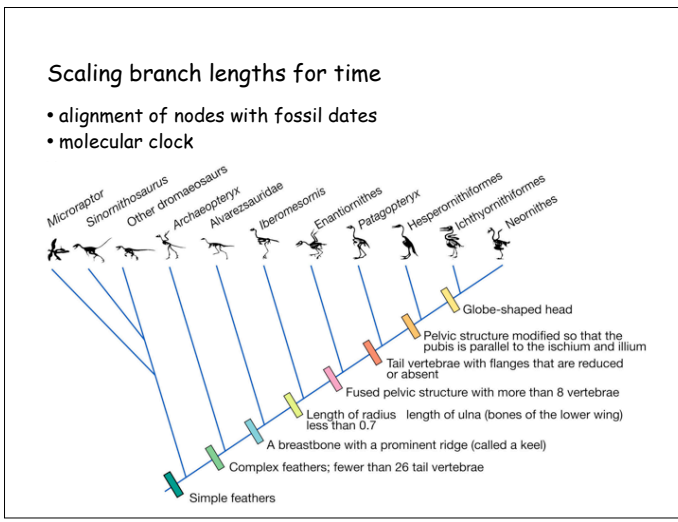 Scaling branch lengths for time
• alignment of nodes with fossil dates
• molecular clock
Microraptor
Sinornithosaurus
Other dromaeosaurs
Archaeopteryx
Alvarezsauridae
Iberomesornis
Enantiornithes
Patagopteryx
Hesperornithiformes
Ichthyornithiformes
Neornithes
Globe-shaped head
Pelvic structure modified so that the
pubis is parallel to the ischium and illium
Tail vertebrae with flanges that are reduced
or absent
Fused pelvic structure with more than 8 vertebrae
Length of radius length of ulna (bones of the lower wing)
less than 0.7
A breastbone with a prominent ridge (called a keel)
Complex feathers; fewer than 26 tail vertebrae
Simple feathers